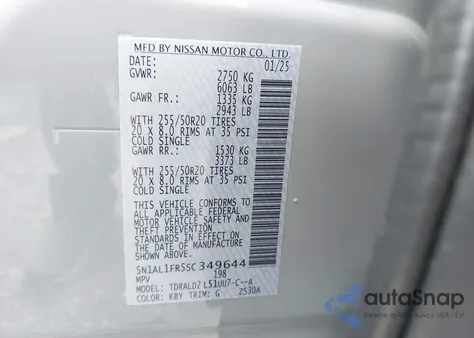 MFD BY NISSAN MOTOR CO., LTD.
DATE: 01/25
GVWR: 2750 KG
6063 LB
GAWR FR.: 1335 KG
2943 LB
WITH 255/50R20 TIRES
20 X 8.0 RIMS AT 35 PSI
COLD SINGLE
GAWR RR.: 1530 KG
3373 LB
WITH 255/50R20 TIRES
20 X 8.0 RIMS AT 35 PSI
COLD SINGLE
THIS VEHICLE CONFORMS TO
ALL APPLICABLE FEDERAL
MOTOR VEHICLE SAFETY
AND THEFT PREVENTION
STANDARDS IN EFFECT ON
THE DATE OF MANUFACTURE
SHOWN ABOVE.
5N1AL1FR5SC349644
MPV 198
MODEL: TDRALDZ L51UU7-C--A
COLOR: KBY TRIM: G 2530A
autoSnap